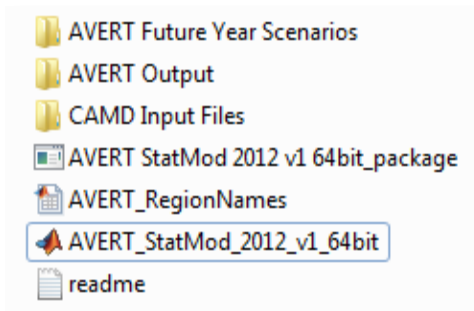 AVERT Future Year Scenarios
AVERT Output
CAMD Input Files
AVERT StatMod 2012 v1 64bit_package
AVERT_RegionNames
AVERT_StatMod_2012_v1_64bit
readme